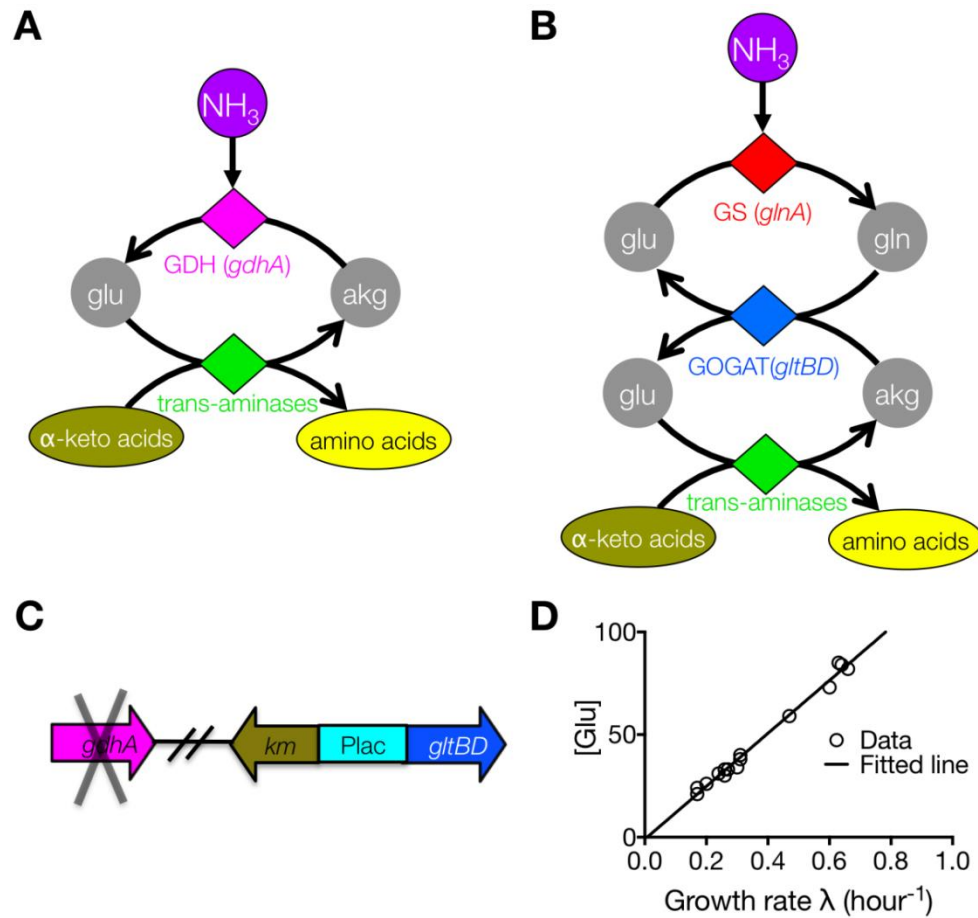 A
NH3
GDH (gdhA)
glu
akg
trans-aminases
α-keto acids
amino acids
B
NH3
GS (glnA)
glu
gln
GOGAT(gltBD)
glu
akg
trans-aminases
α-keto acids
amino acids
C
gdhA
km
Plac
gltBD
D
100
50
0
[Glu]
Data
Fitted line
0.0 0.2 0.4 0.6 0.8 1.0
Growth rate λ (hour⁻¹)